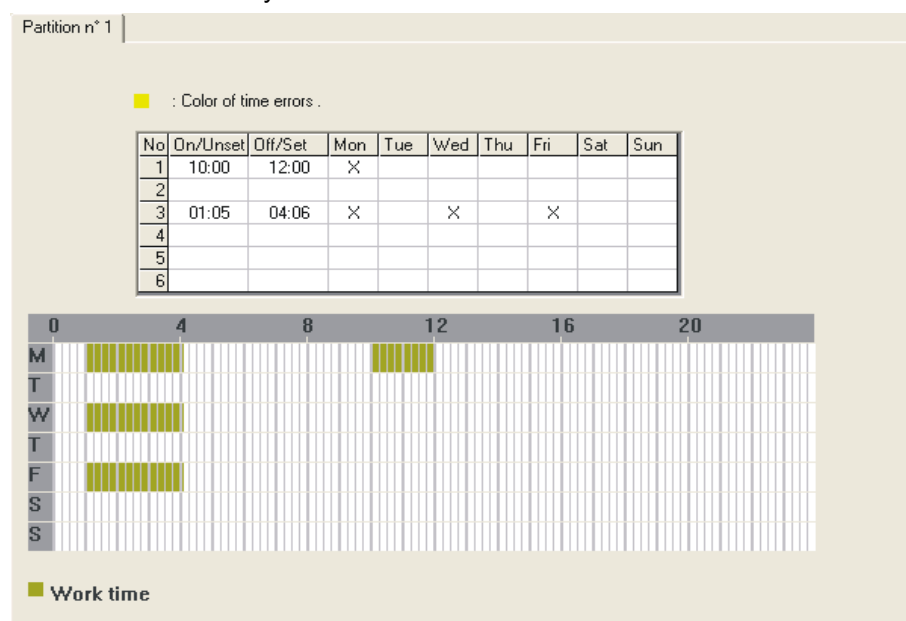 Partition n° 1
: Color of time errors .
No On/Unset Off/Set Mon Tue Wed Thu Fri Sat Sun
1 10:00 12:00 X
2
3 01:05 04:06 X X X
4
5
6
0 4 8 12 16 20
M
T
W
T
F
S
S
Work time